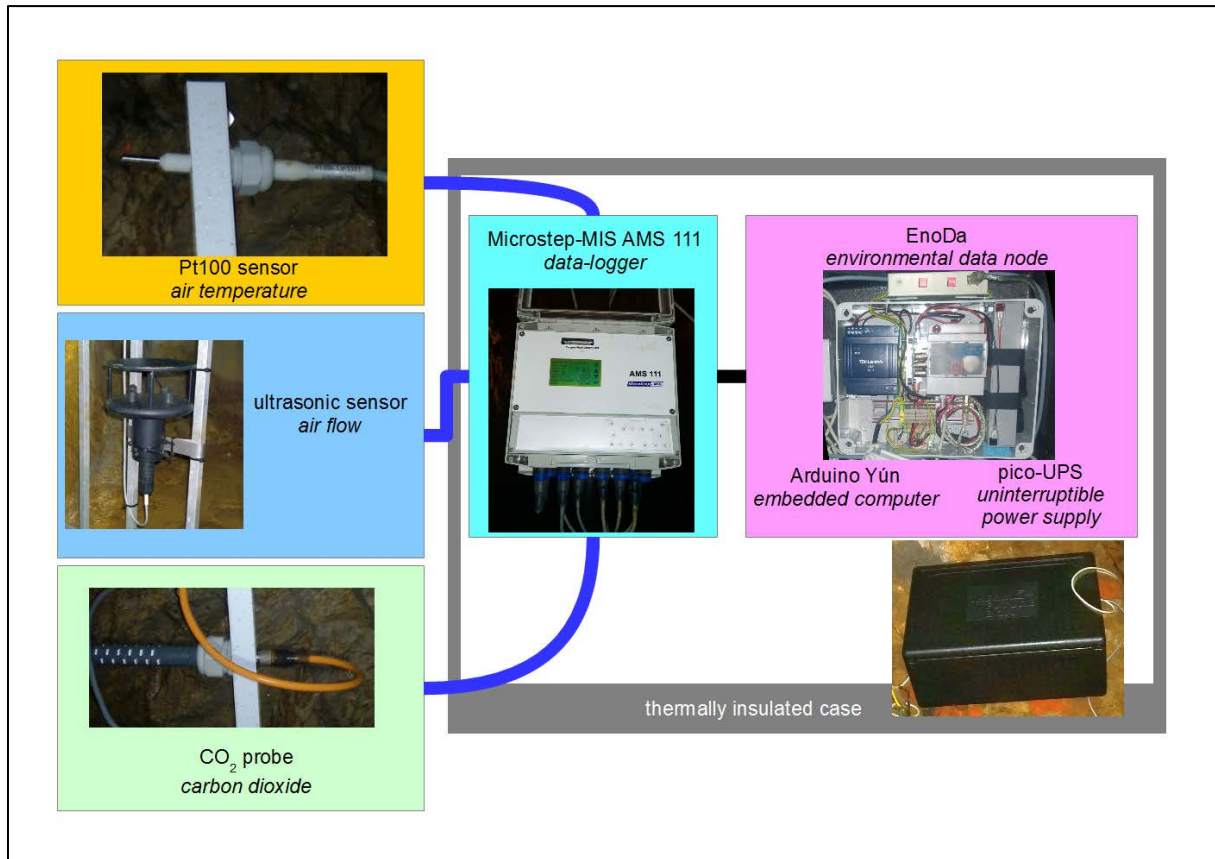 Pt100 sensor
air temperature
ultrasonic sensor
air flow
CO₂ probe
carbon dioxide
Microstep-MIS AMS 111
data-logger
AMS 111
EnoDa
environmental data node
Arduino Yún
embedded computer
pico-UPS
uninterruptible
power supply
thermally insulated case